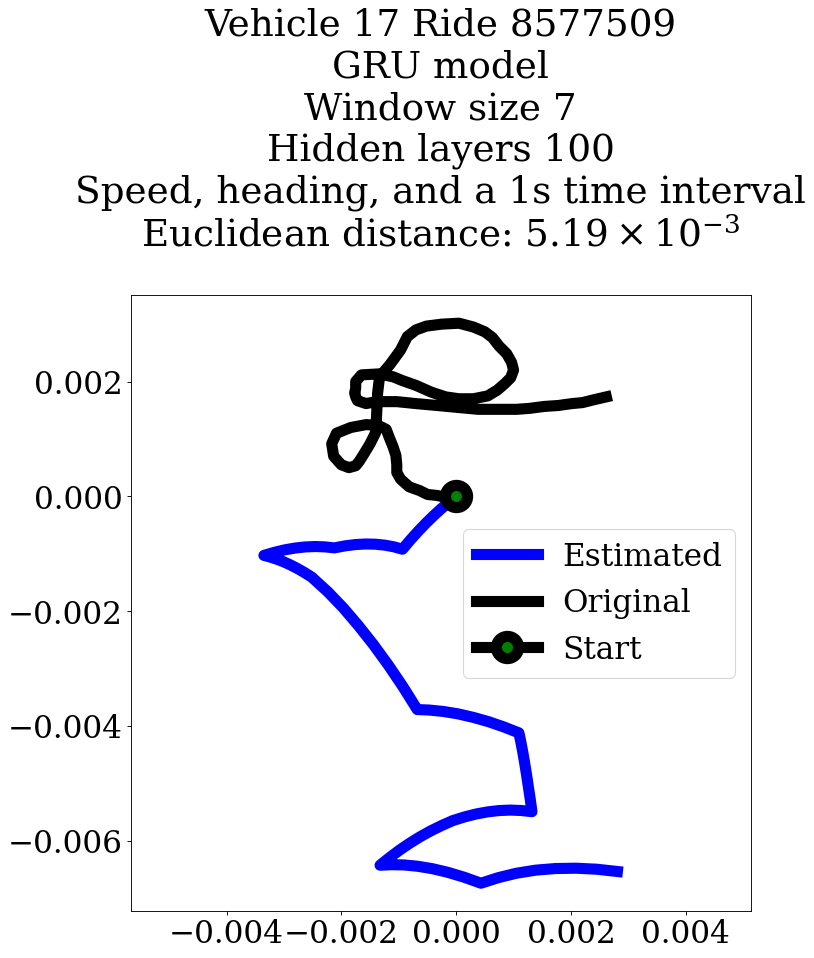 Vehicle 17 Ride 8577509
GRU model
Window size 7
Hidden layers 100
Speed, heading, and a 1s time interval
Euclidean distance: 5.19 × 10⁻³
0.002
0.000
−0.002
−0.004
−0.006
Estimated
Original
Start
−0.004 −0.002 0.000 0.002 0.004